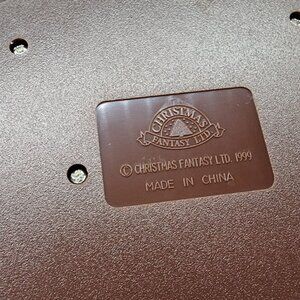 CHRISTMAS
FANTASY LTD.
© CHRISTMAS FANTASY LTD. 1999
MADE IN CHINA